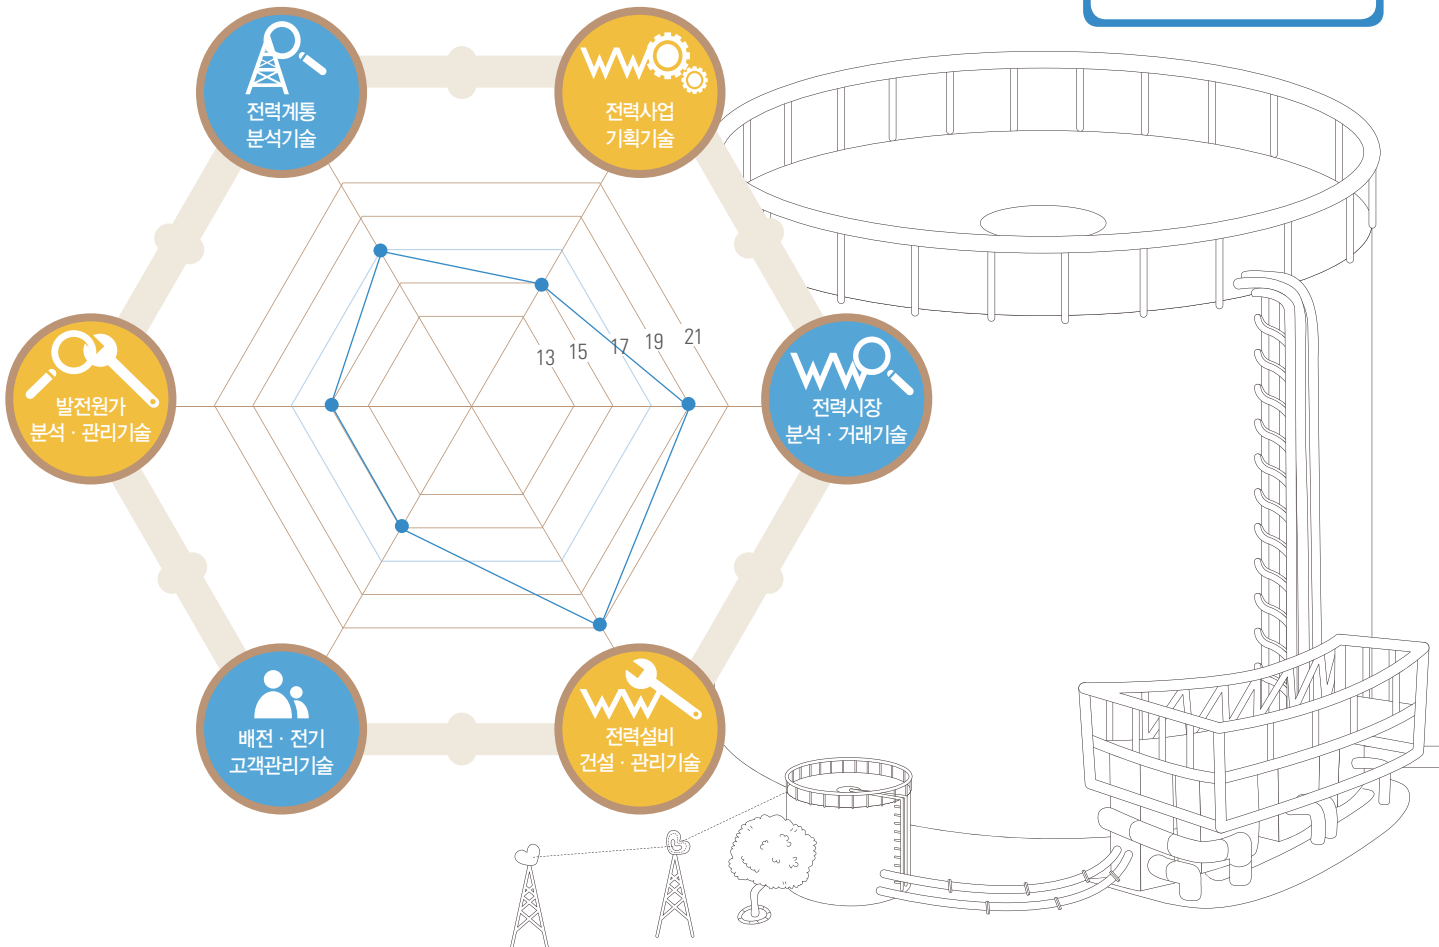 전력계통
분석기술
전력사업
기획기술
13
15
17
19
21
발전원가
분석 · 관리기술
전력시장
분석 · 거래기술
배전 · 전기
고객관리기술
전력설비
건설 · 관리기술